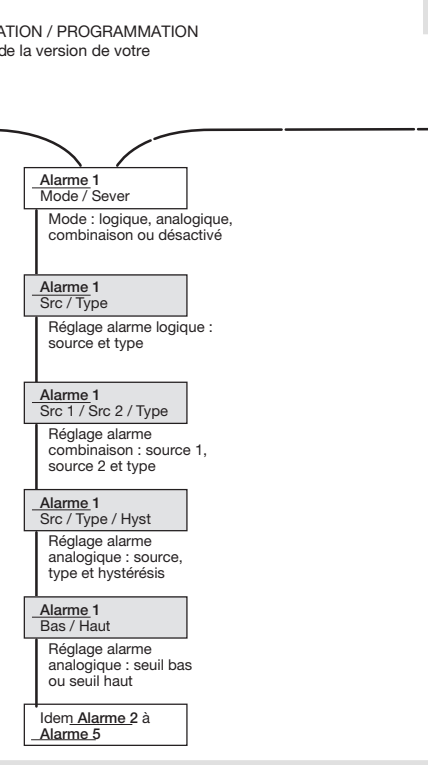 ATION / PROGRAMMATION
de la version de votre
Alarme 1
Mode / Sever
Mode : logique, analogique,
combinaison ou désactivé
Alarme 1
Src / Type
Réglage alarme logique :
source et type
Alarme 1
Src 1 / Src 2 / Type
Réglage alarme
combinaison : source 1,
source 2 et type
Alarme 1
Src / Type / Hyst
Réglage alarme
analogique : source,
type et hystérésis
Alarme 1
Bas / Haut
Réglage alarme
analogique : seuil bas
ou seuil haut
Idem Alarme 2 à
Alarme 5